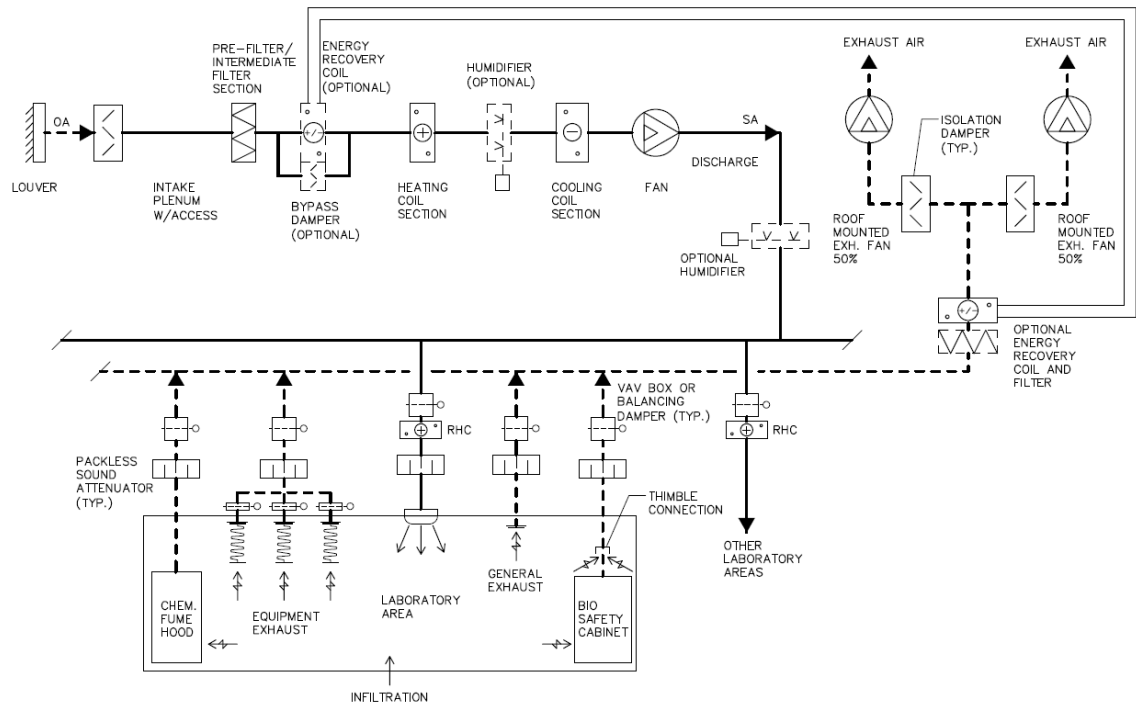 PRE-FILTER/
INTERMEDIATE
FILTER
SECTION
ENERGY
RECOVERY
COIL
(OPTIONAL)
HUMIDIFIER
(OPTIONAL)
EXHAUST AIR
EXHAUST AIR
OA
+/-
SA
ISOLATION
DAMPER
(TYP.)
LOUVER
INTAKE
PLENUM
W/ACCESS
BYPASS
DAMPER
(OPTIONAL)
HEATING
COIL
SECTION
COOLING
COIL
SECTION
FAN
DISCHARGE
ROOF
MOUNTED
EXH. FAN
50%
ROOF
MOUNTED
EXH. FAN
50%
OPTIONAL
HUMIDIFIER
+/-
OPTIONAL
ENERGY
RECOVERY
COIL AND
FILTER
VAV BOX OR
BALANCING
DAMPER (TYP.)
RHC
RHC
PACKLESS
SOUND
ATTENUATOR
(TYP.)
THIMBLE
CONNECTION
OTHER
LABORATORY
AREAS
CHEM.
FUME
HOOD
EQUIPMENT
EXHAUST
LABORATORY
AREA
GENERAL
EXHAUST
BIO
SAFETY
CABINET
INFILTRATION